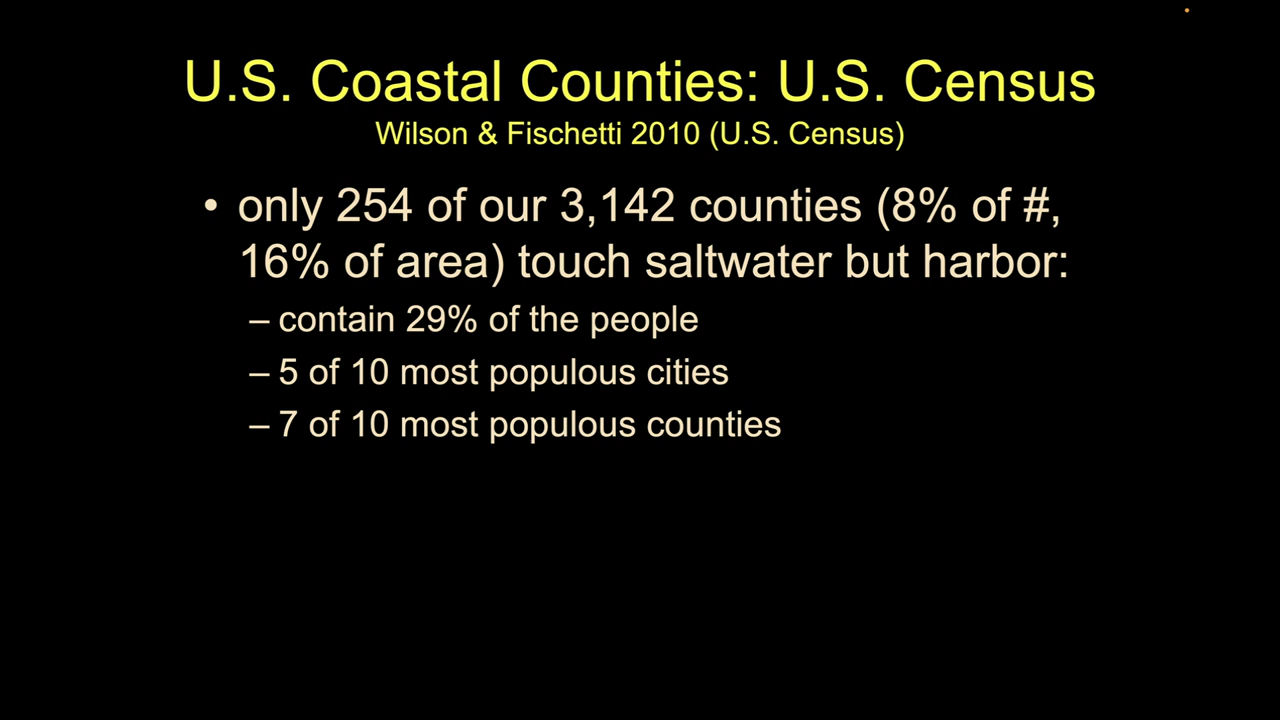 U.S. Coastal Counties: U.S. Census
Wilson & Fischetti 2010 (U.S. Census)
• only 254 of our 3,142 counties (8% of #,
16% of area) touch saltwater but harbor:
– contain 29% of the people
– 5 of 10 most populous cities
– 7 of 10 most populous counties